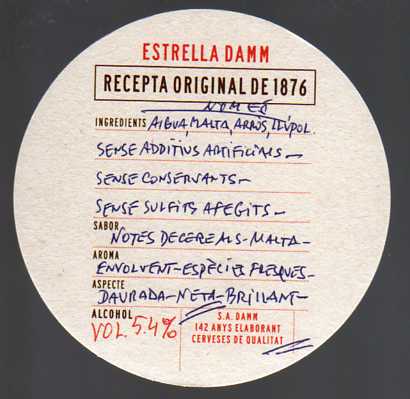 ESTRELLA DAMM
RECEPTA ORIGINAL DE 1876
NOMÉS
INGREDIENTS AIGUA, MALTA, ARRÒS, LLÚPOL.
SENSE ADDITIUS ARTIFICIALS-
SENSE CONSERVANTS-
SENSE SULFITS AFEGITS-
SABOR
NOTES DE CEREALS-MALTA-
AROMA
ENVOLVENT-ESPÈCIES FRESQUES-
ASPECTE
DAURADA-NETA-BRILLANT-
ALCOHOL
VOL. 5.4%
S.A. DAMM
142 ANYS ELABORANT
CERVESES DE QUALITAT